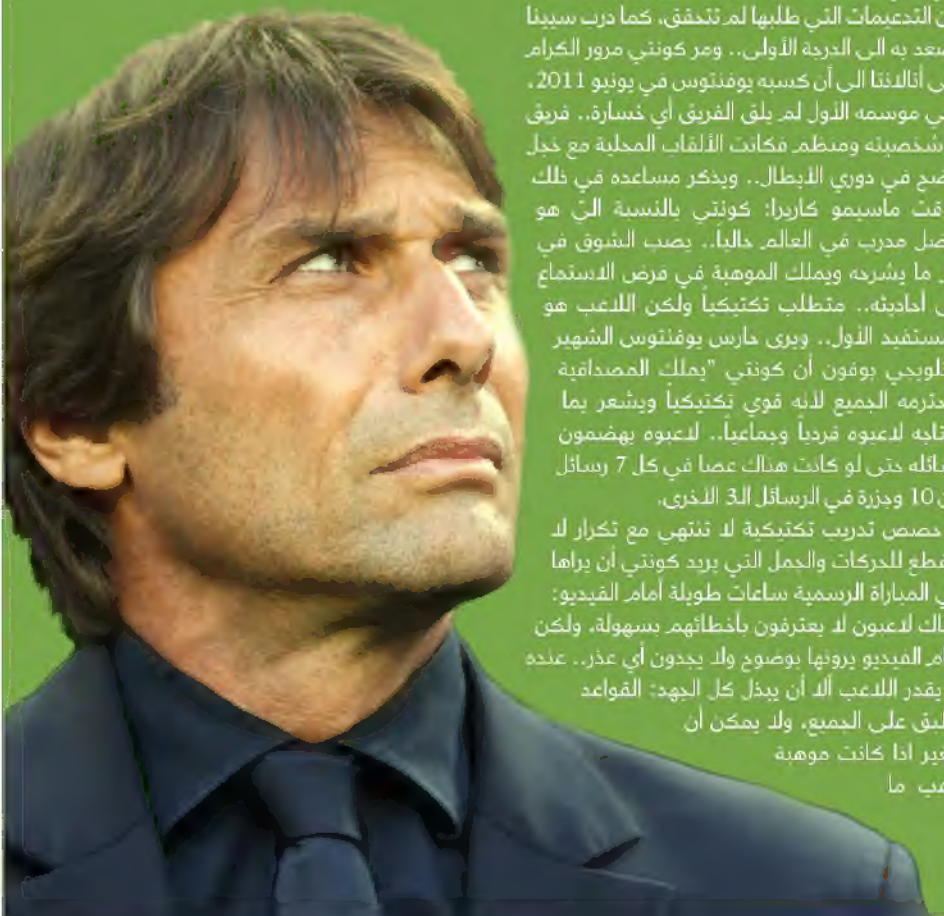 التدعيمات التي طلبها لم تتحقق، كما درب سيينا
به الى الدرجة الأولى.. ومر كونتي مرور الكرام
أتالانتا الى أن كسبه يوفنتوس في يونيو 2011،
موسمه الأول لم يلق الفريق أي خسارة.. فريق
شخصيته ومنظم فكانت الألقاب المحلية مع خجل
في دوري الأبطال.. ويذكر مساعده في ذلك
ماسيمو كاريرا: كونتي بالنسبة اليّ هو
مدرب في العالم حاليا.. يصب الشوق في
ما يشرحه ويملك الموهبة في فرض الاستماع
أحاديثه.. متطلب تكتيكياً ولكن اللاعب هو
الأول.. ويرى حارس يوفنتوس الشهير
بوفون أن كونتي "يملك المصداقية
الجميع لأنه قوي تكتيكياً ويشعر بما
لاعبوه فردياً وجماعياً.. لاعبوه يهضمون
حتى لو كانت هناك عصا في كل 7 رسائل
10 وجزرة في الرسائل الـ3 الأخرى.
حصص تدريب تكتيكية لا تنتهي مع تكرار لا
للحركات والجمل التي يريد كونتي أن يراها
المباراة الرسمية ساعات طويلة أمام الفيديو:
لاعبون لا يعترفون بأخطائهم بسهولة، ولكن
الفيديو يرونها بوضوح ولا يجدون أي عذر.. عنده
يقدر اللاعب ألا أن يبذل كل الجهد: القواعد
على الجميع، ولا يمكن أن
اذا كانت موهبة
ما